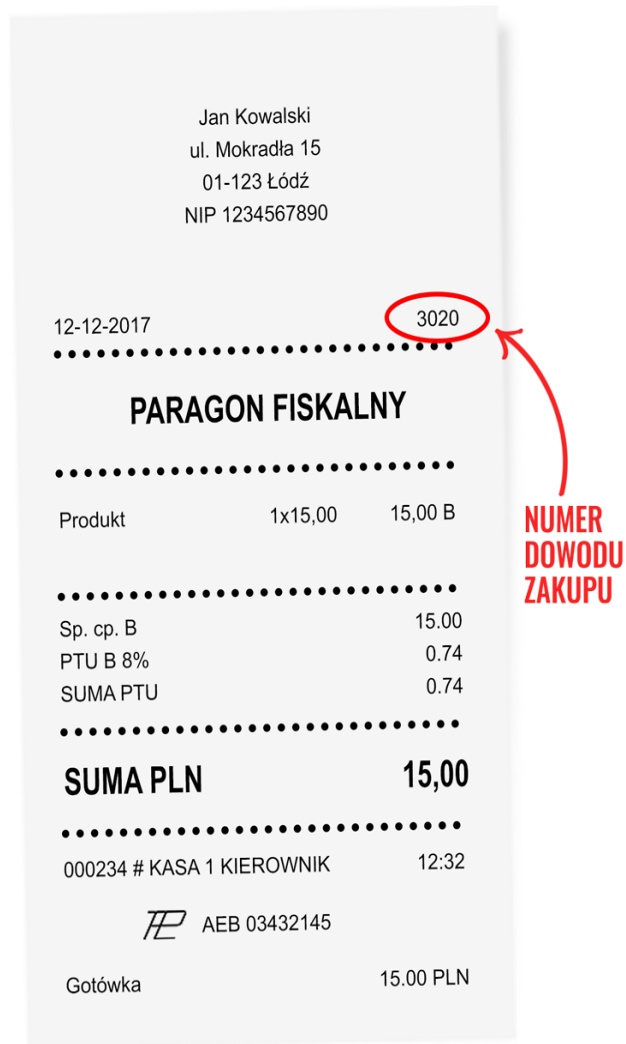 Jan Kowalski
ul. Mokradła 15
01-123 Łódź
NIP 1234567890
12-12-2017 3020
PARAGON FISKALNY
Produkt 1x15,00 15,00 B
Sp. cp. B 15.00
PTU B 8% 0.74
SUMA PTU 0.74
SUMA PLN 15,00
000234 # KASA 1 KIEROWNIK 12:32
AEB 03432145
Gotówka 15.00 PLN
NUMER
DOWODU
ZAKUPU